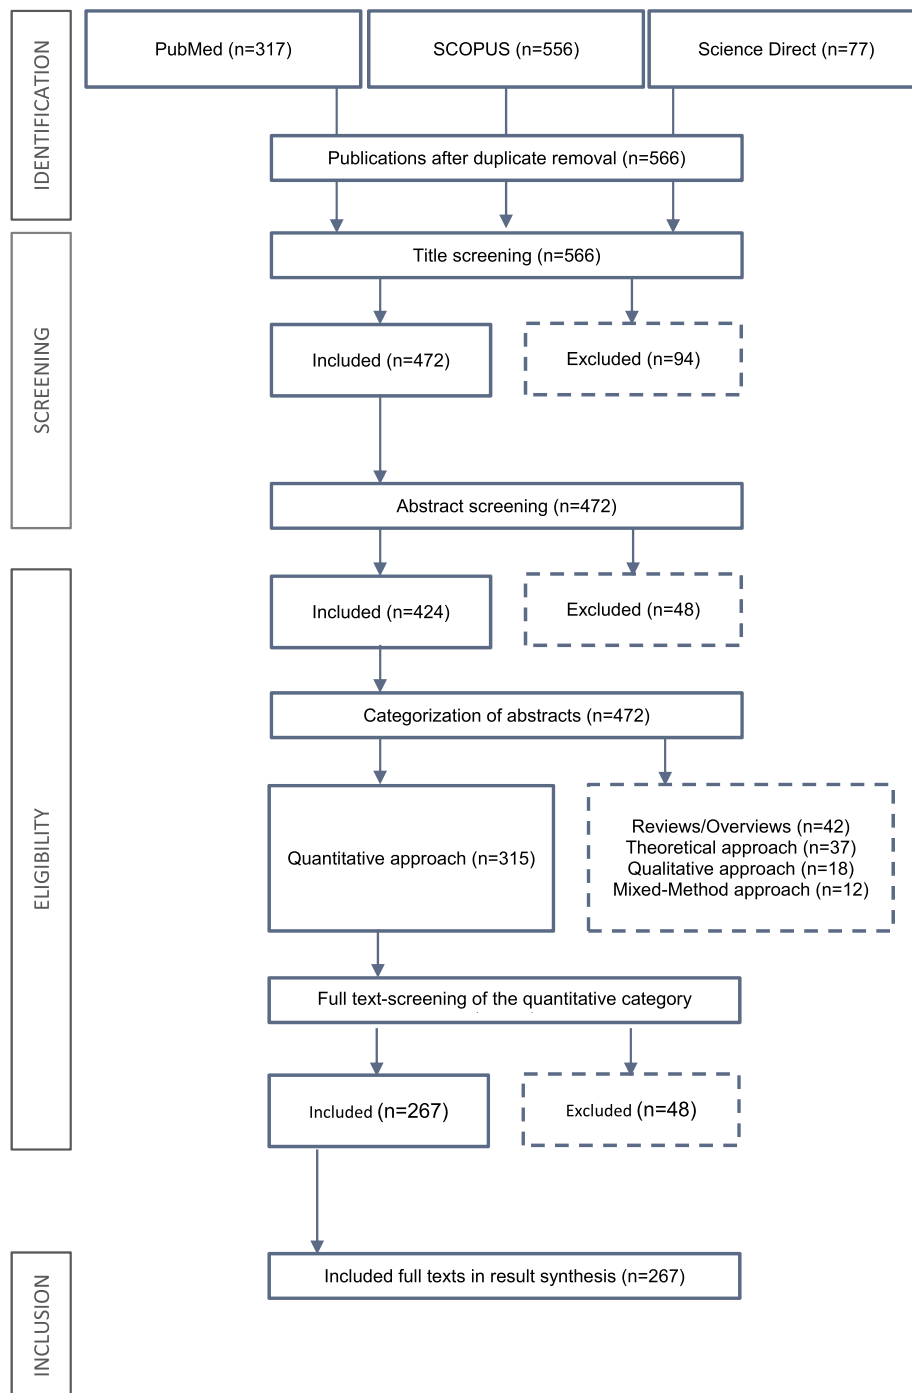 IDENTIFICATION
PubMed (n=317)
SCOPUS (n=556)
Science Direct (n=77)
Publications after duplicate removal (n=566)
SCREENING
Title screening (n=566)
Included (n=472)
Excluded (n=94)
Abstract screening (n=472)
ELIGIBILITY
Included (n=424)
Excluded (n=48)
Categorization of abstracts (n=472)
Quantitative approach (n=315)
Reviews/Overviews (n=42)
Theoretical approach (n=37)
Qualitative approach (n=18)
Mixed-Method approach (n=12)
Full text-screening of the quantitative category
Included (n=267)
Excluded (n=48)
INCLUSION
Included full texts in result synthesis (n=267)